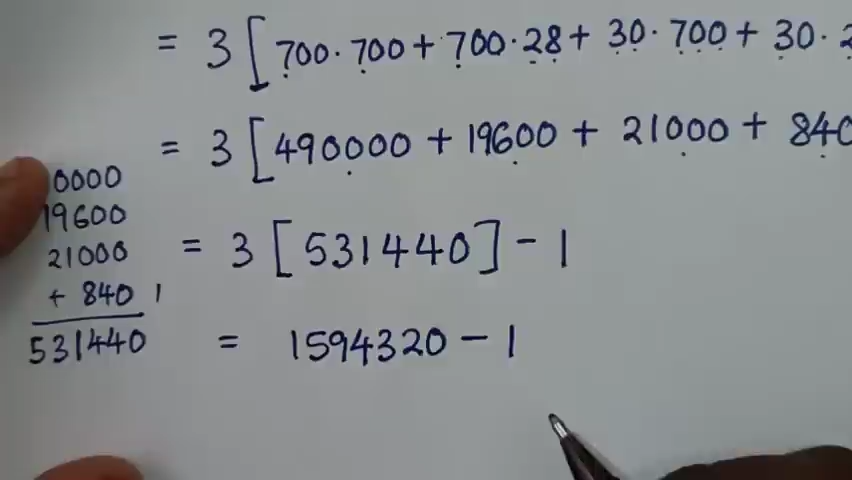 = 3 [ 700 · 700 + 700 · 28 + 30 · 700 + 30 ·
= 3 [ 490000 + 19600 + 21000 + 840
0000
19600
21000
+ 840 1
531440
= 3 [ 531440 ] - 1
= 1594320 - 1